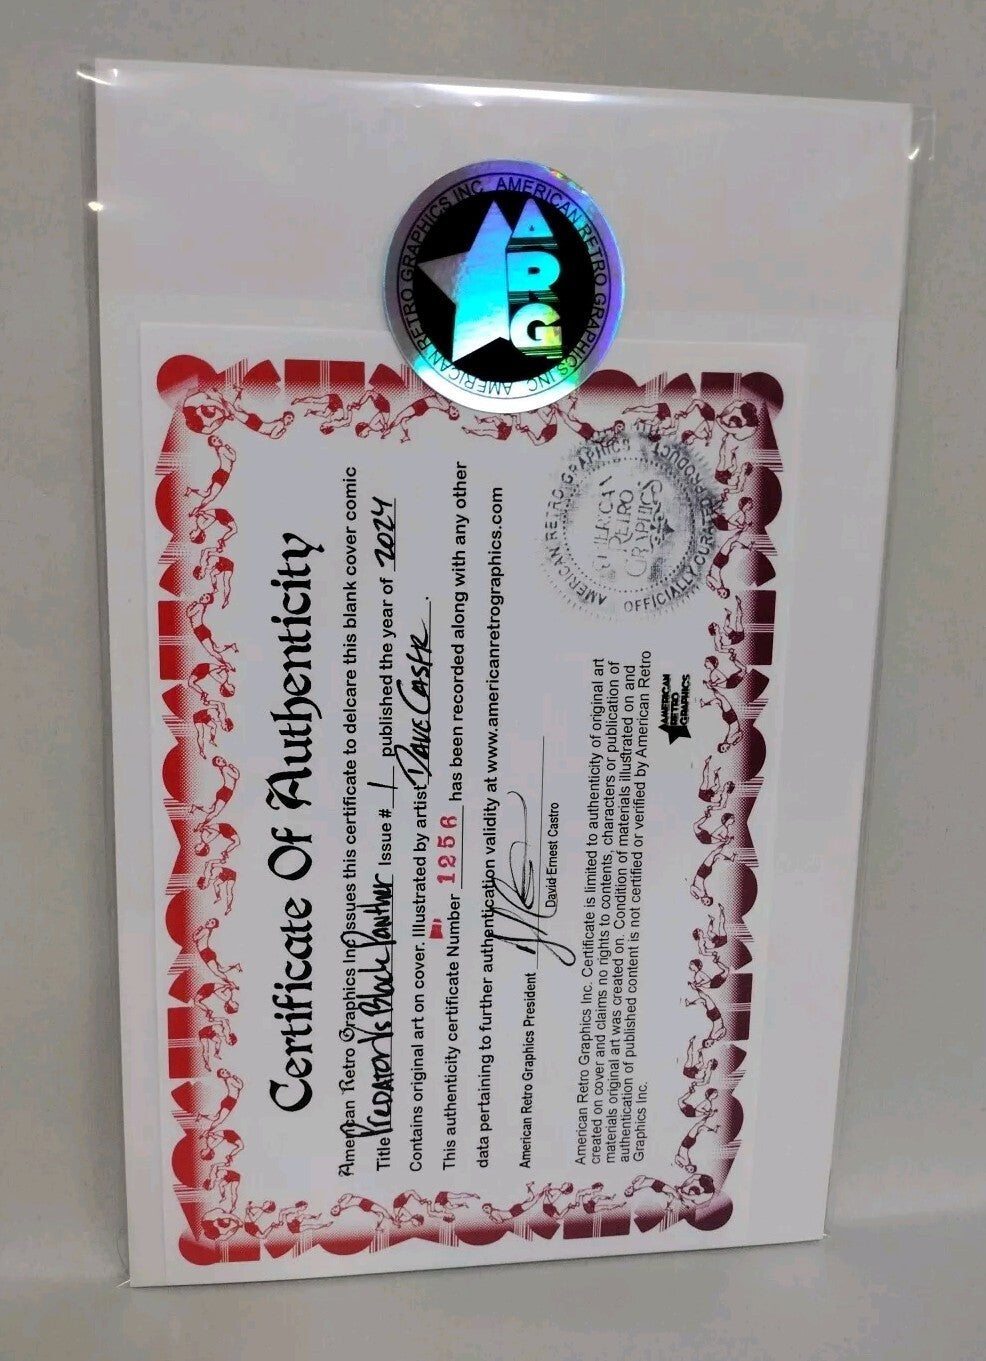 AMERICAN RETRO GRAPHICS INC. AMERICAN RETRO GRAPHICS INC.
ARG
Certificate Of Authenticity
American Retro Graphics Inc issues this certificate to delcare this blank cover comic
Title Predator Vs Black Panther Issue # 1 published the year of 2024
Contains original art on cover. Illustrated by artist Dave Castr.
This authenticity certificate Number 1256 has been recorded along with any other
data pertaining to further authentication validity at www.americanretrographics.com
American Retro Graphics President
David Ernest Castro
AMERICAN RETRO GRAPHICS
OFFICIALLY CURATED PRODUCT
AMERICAN
RETRO
GRAPHICS
American Retro Graphics Inc. Certificate is limited to authenticity of original art
created on cover and claims no rights to contents, characters or publication of
materials original art was created on. Condition of materials illustrated on and
authentication of published content is not certified or verified by American Retro
Graphics Inc.
AMERICAN
RETRO
GRAPHICS